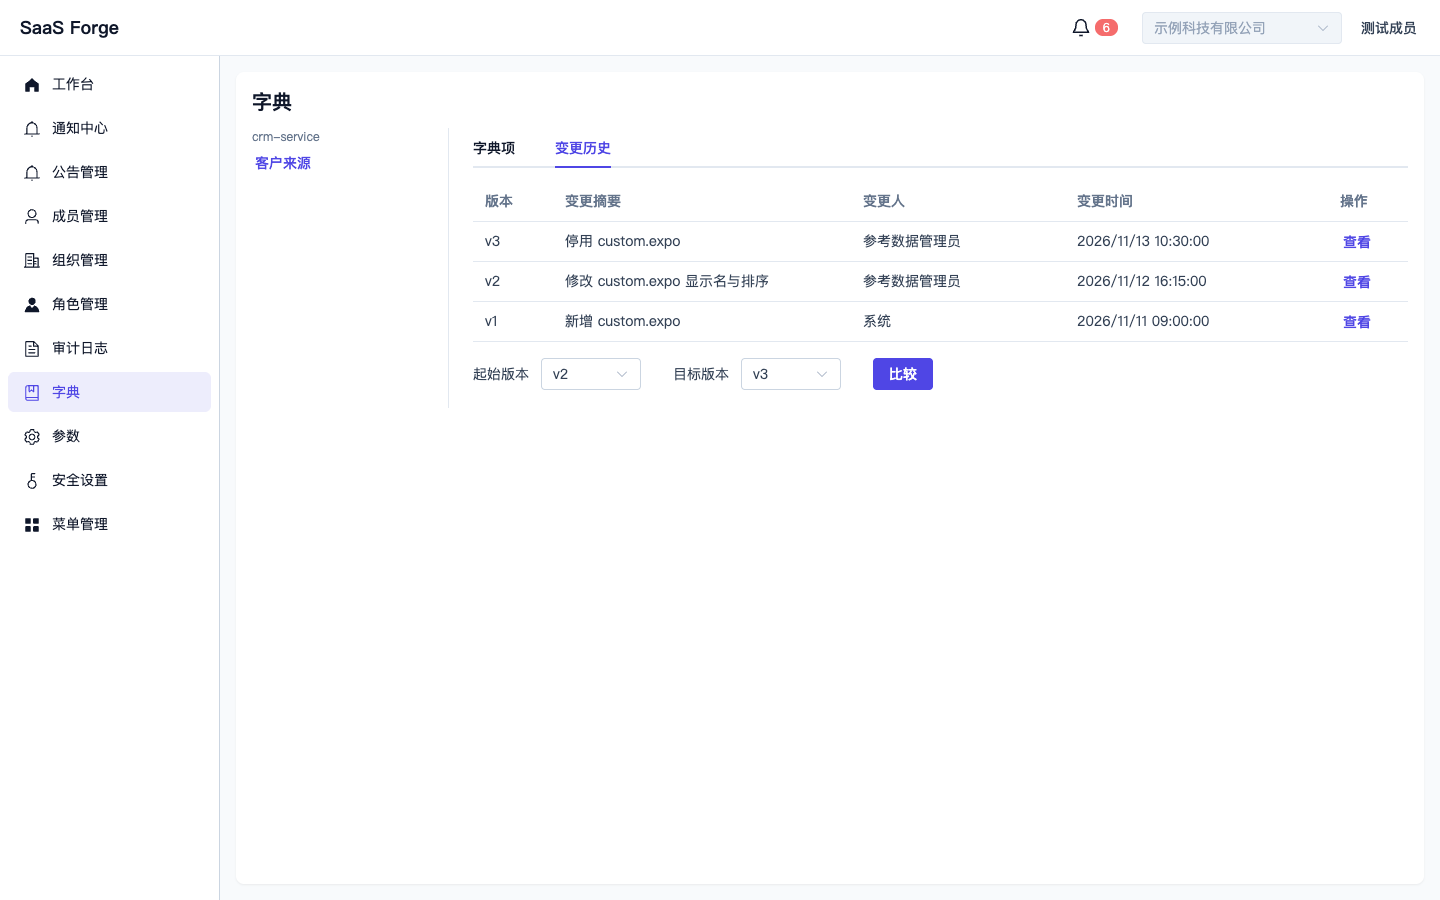 SaaS Forge
6
示例科技有限公司
测试成员
工作台
通知中心
公告管理
成员管理
组织管理
角色管理
审计日志
字典
参数
安全设置
菜单管理
字典
crm-service
客户来源
字典项 变更历史
版本 变更摘要 变更人 变更时间 操作
v3 停用 custom.expo 参考数据管理员 2026/11/13 10:30:00 查看
v2 修改 custom.expo 显示名与排序 参考数据管理员 2026/11/12 16:15:00 查看
v1 新增 custom.expo 系统 2026/11/11 09:00:00 查看
起始版本 v2 目标版本 v3 比较